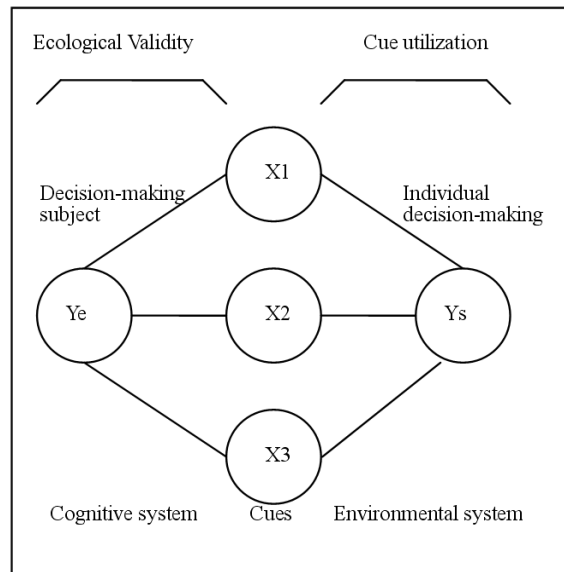 Ecological Validity
Cue utilization
X1
Decision-making
subject
Individual
decision-making
Ye
X2
Ys
X3
Cognitive system
Cues
Environmental system